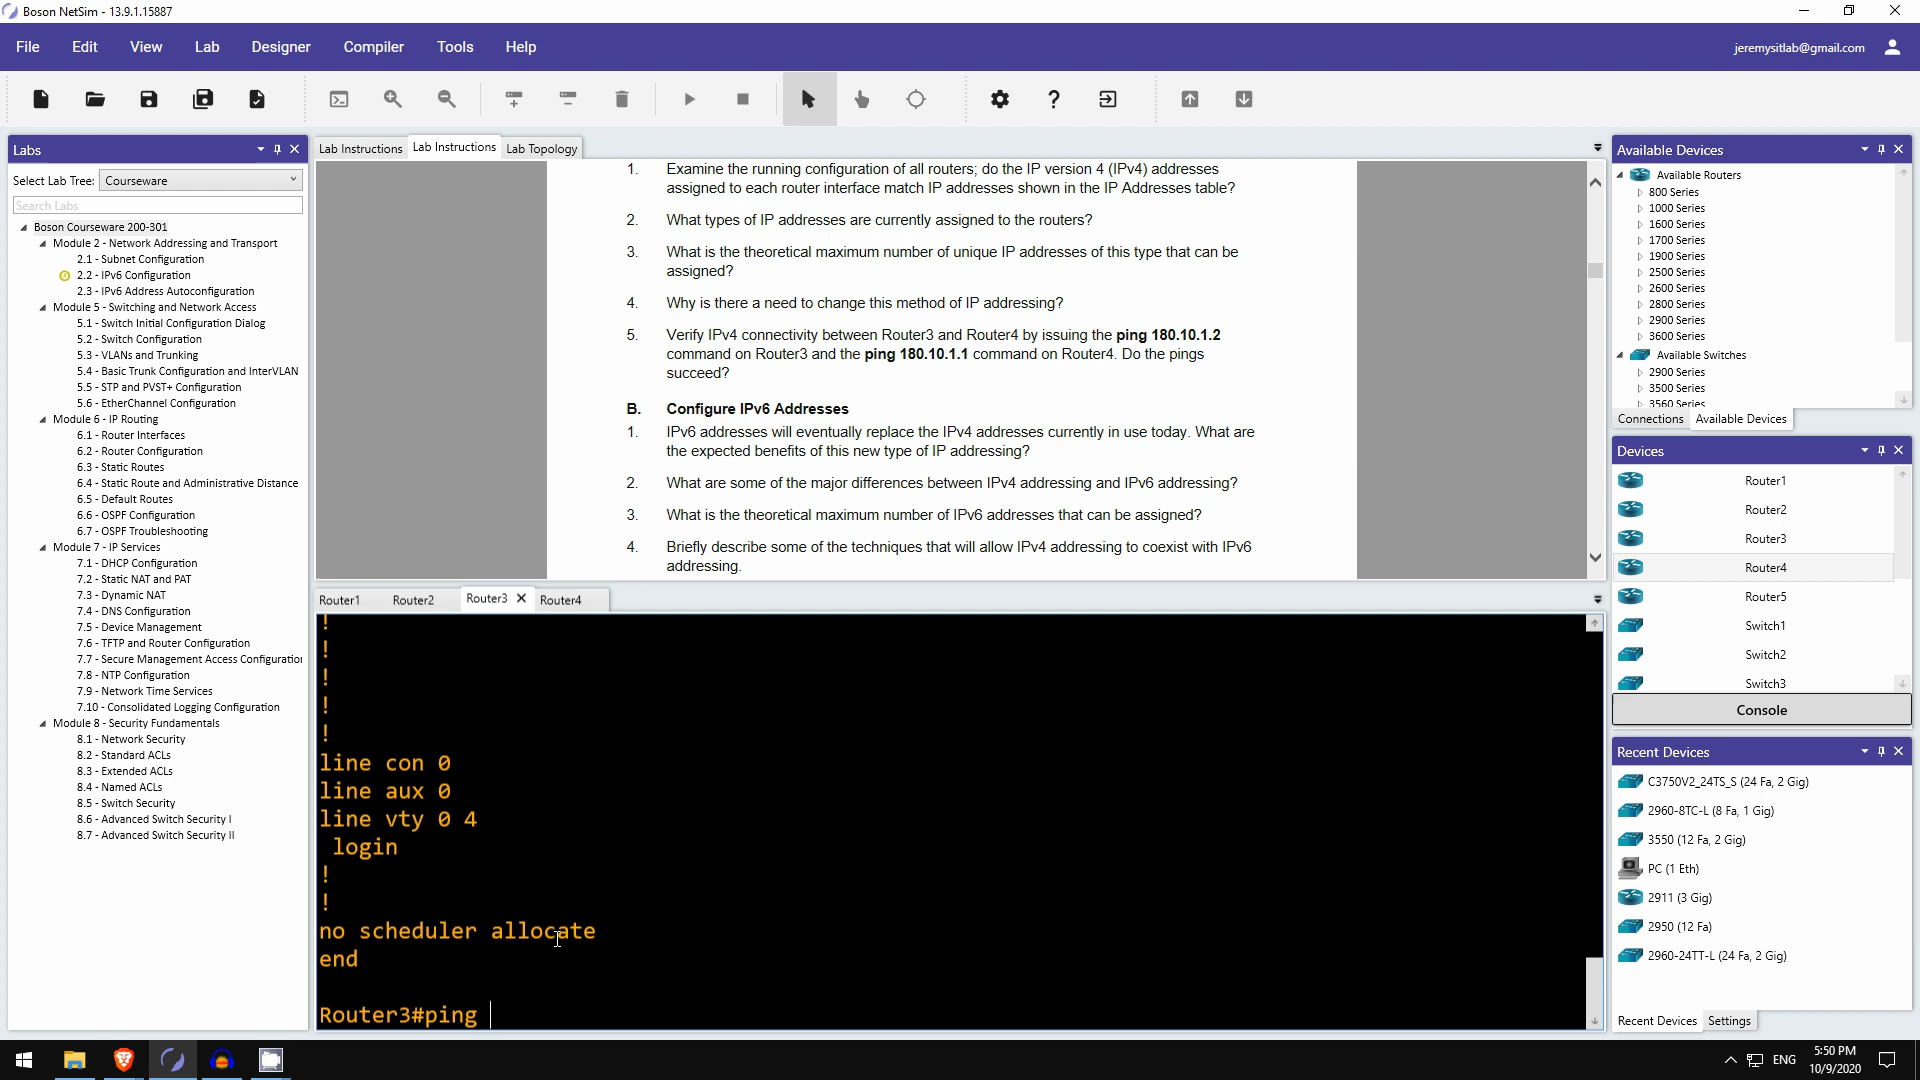 Boson NetSim - 13.9.1.15887
File Edit View Lab Designer Compiler Tools Help
jeremysitlab@gmail.com
Labs
Select Lab Tree: Courseware
Search Labs
Boson Courseware 200-301
Module 2 - Network Addressing and Transport
2.1 - Subnet Configuration
2.2 - IPv6 Configuration
2.3 - IPv6 Address Autoconfiguration
Module 5 - Switching and Network Access
5.1 - Switch Initial Configuration Dialog
5.2 - Switch Configuration
5.3 - VLANs and Trunking
5.4 - Basic Trunk Configuration and InterVLAN
5.5 - STP and PVST+ Configuration
5.6 - EtherChannel Configuration
Module 6 - IP Routing
6.1 - Router Interfaces
6.2 - Router Configuration
6.3 - Static Routes
6.4 - Static Route and Administrative Distance
6.5 - Default Routes
6.6 - OSPF Configuration
6.7 - OSPF Troubleshooting
Module 7 - IP Services
7.1 - DHCP Configuration
7.2 - Static NAT and PAT
7.3 - Dynamic NAT
7.4 - DNS Configuration
7.5 - Device Management
7.6 - TFTP and Router Configuration
7.7 - Secure Management Access Configuratior
7.8 - NTP Configuration
7.9 - Network Time Services
7.10 - Consolidated Logging Configuration
Module 8 - Security Fundamentals
8.1 - Network Security
8.2 - Standard ACLs
8.3 - Extended ACLs
8.4 - Named ACLs
8.5 - Switch Security
8.6 - Advanced Switch Security I
8.7 - Advanced Switch Security II
Lab Instructions Lab Instructions Lab Topology
1. Examine the running configuration of all routers; do the IP version 4 (IPv4) addresses
assigned to each router interface match IP addresses shown in the IP Addresses table?
2. What types of IP addresses are currently assigned to the routers?
3. What is the theoretical maximum number of unique IP addresses of this type that can be
assigned?
4. Why is there a need to change this method of IP addressing?
5. Verify IPv4 connectivity between Router3 and Router4 by issuing the ping 180.10.1.2
command on Router3 and the ping 180.10.1.1 command on Router4. Do the pings
succeed?
B. Configure IPv6 Addresses
1. IPv6 addresses will eventually replace the IPv4 addresses currently in use today. What are
the expected benefits of this new type of IP addressing?
2. What are some of the major differences between IPv4 addressing and IPv6 addressing?
3. What is the theoretical maximum number of IPv6 addresses that can be assigned?
4. Briefly describe some of the techniques that will allow IPv4 addressing to coexist with IPv6
addressing.
Router1 Router2 Router3 Router4
!
!
!
!
!
line con 0
line aux 0
line vty 0 4
login
!
!
no scheduler allocate
end
Router3#ping
Available Devices
Available Routers
800 Series
1000 Series
1600 Series
1700 Series
1900 Series
2500 Series
2600 Series
2800 Series
2900 Series
3600 Series
Available Switches
2900 Series
3500 Series
3560 Series
Connections Available Devices
Devices
Router1
Router2
Router3
Router4
Router5
Switch1
Switch2
Switch3
Console
Recent Devices
C3750V2_24TS_S (24 Fa, 2 Gig)
2960-8TC-L (8 Fa, 1 Gig)
3550 (12 Fa, 2 Gig)
PC (1 Eth)
2911 (3 Gig)
2950 (12 Fa)
2960-24TT-L (24 Fa, 2 Gig)
Recent Devices Settings
ENG
5:50 PM
10/9/2020